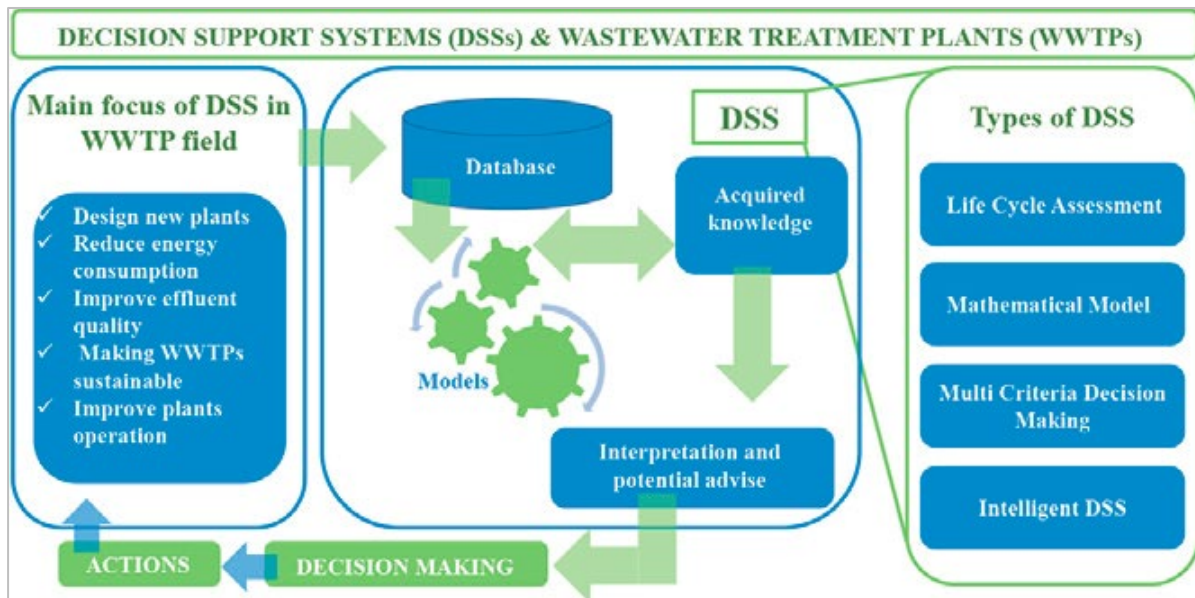 DECISION SUPPORT SYSTEMS (DSSs) & WASTEWATER TREATMENT PLANTS (WWTPs)
Main focus of DSS in
WWTP field
✓ Design new plants
✓ Reduce energy
consumption
✓ Improve effluent
quality
✓ Making WWTPs
sustainable
✓ Improve plants
operation
Database
Models
DSS
Acquired
knowledge
Interpretation and
potential advise
Types of DSS
Life Cycle Assessment
Mathematical Model
Multi Criteria Decision
Making
Intelligent DSS
DECISION MAKING
ACTIONS